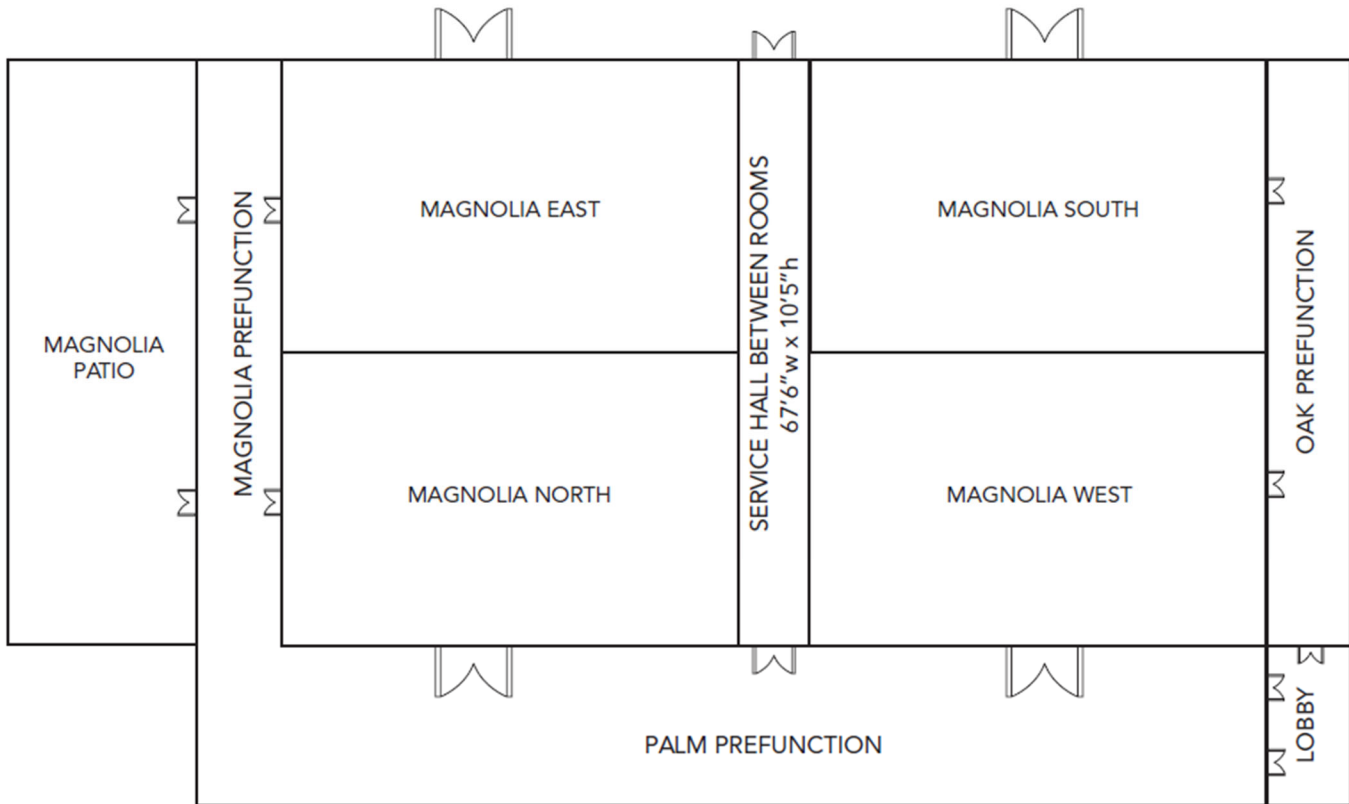 MAGNOLIA
PATIO
MAGNOLIA PREFUNCTION
MAGNOLIA EAST
MAGNOLIA NORTH
SERVICE HALL BETWEEN ROOMS
67'6"w x 10'5"h
MAGNOLIA SOUTH
MAGNOLIA WEST
OAK PREFUNCTION
PALM PREFUNCTION
LOBBY